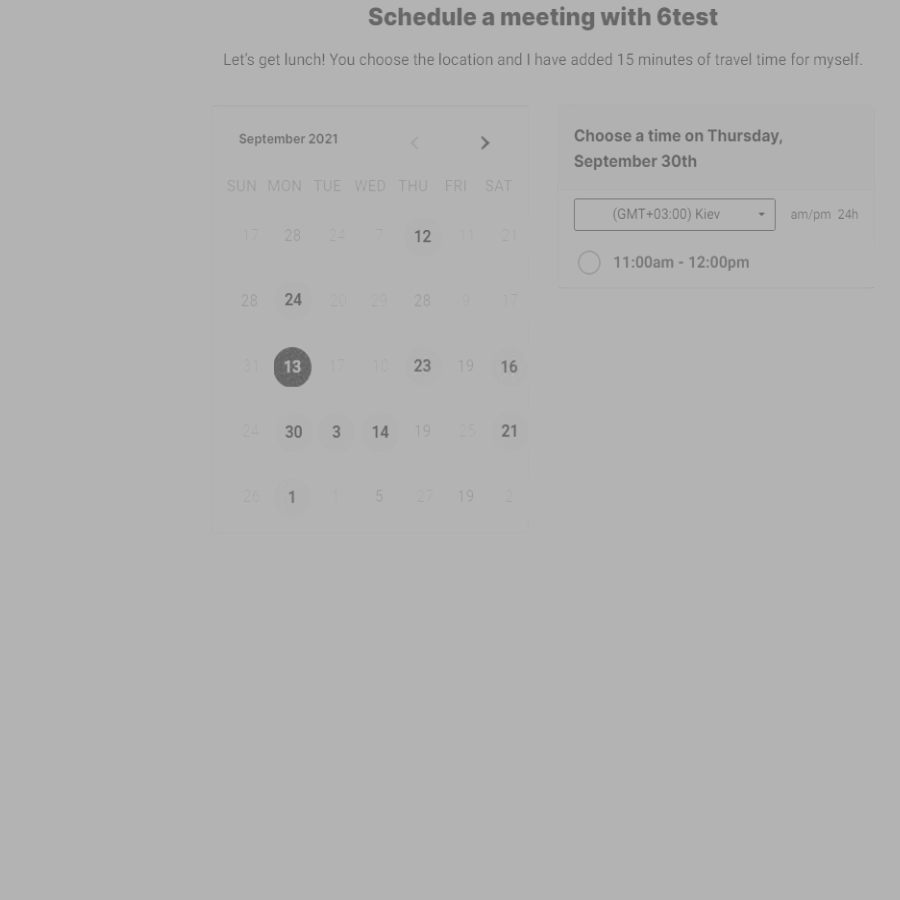 Schedule a meeting with 6test
Let's get lunch! You choose the location and I have added 15 minutes of travel time for myself.
September 2021
SUN MON TUE WED THU FRI SAT
17 28 24 7 12 11 21
28 24 20 29 28 9 17
31 13 17 18 23 19 16
24 30 3 14 19 25 21
26 1 1 5 27 19 2
Choose a time on Thursday,
September 30th
(GMT+03:00) Kiev am/pm 24h
11:00am - 12:00pm